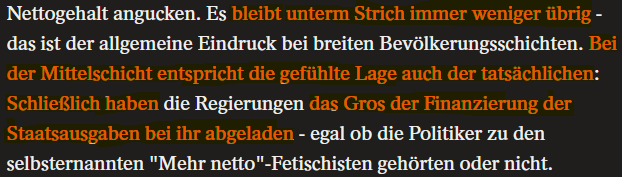 Nettogehalt angucken. Es bleibt unterm Strich immer weniger übrig -
das ist der allgemeine Eindruck bei breiten Bevölkerungsschichten. Bei
der Mittelschicht entspricht die gefühlte Lage auch der tatsächlichen:
Schließlich haben die Regierungen das Gros der Finanzierung der
Staatsausgaben bei ihr abgeladen - egal ob die Politiker zu den
selbsternannten "Mehr netto"-Fetischisten gehörten oder nicht.